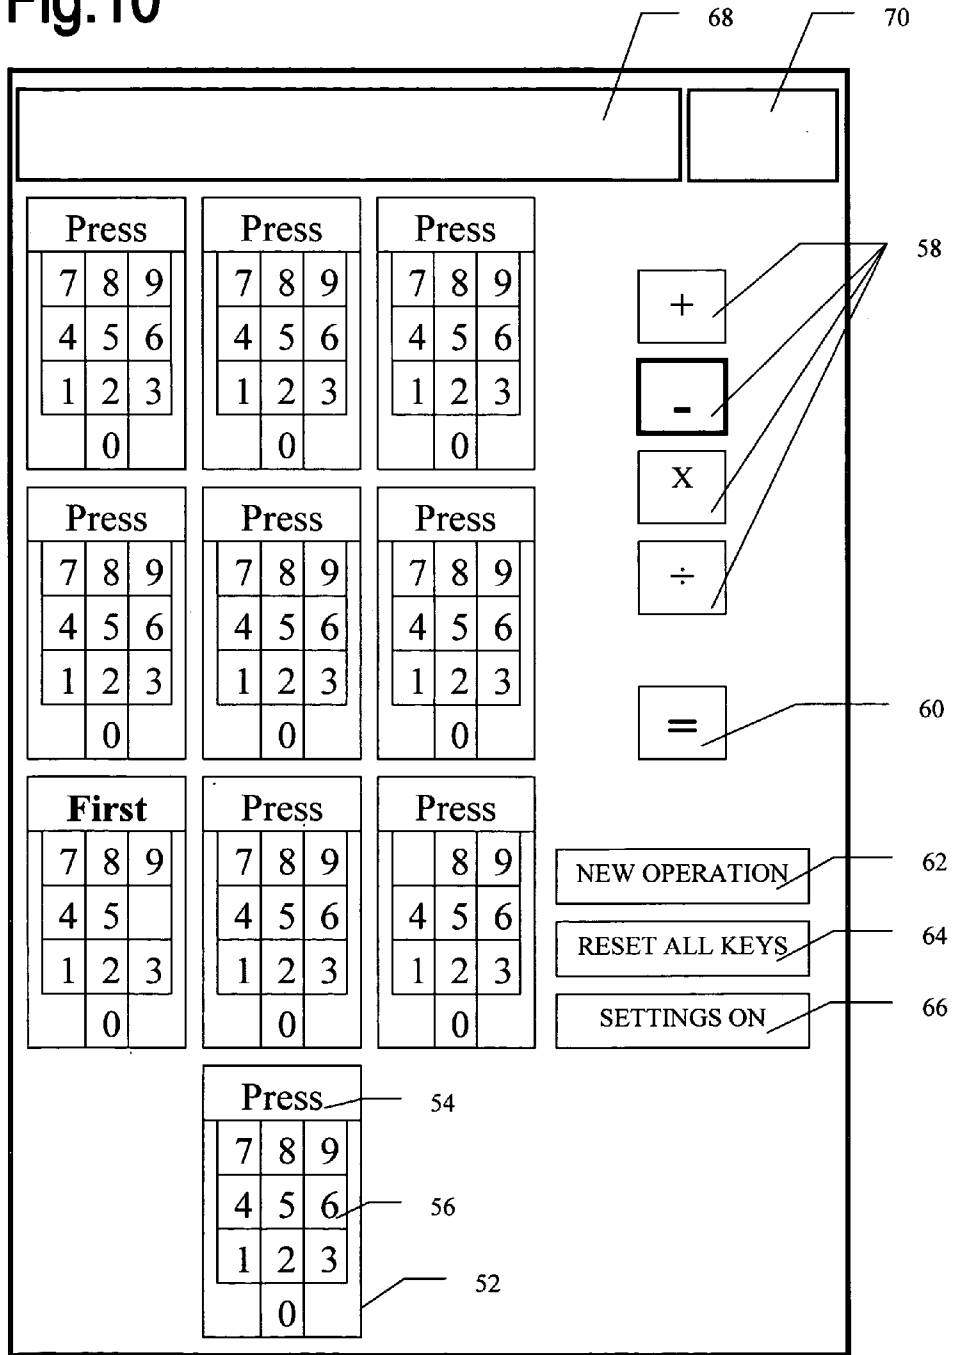 Fig.10
68 70
Press Press Press
7 8 9 7 8 9 7 8 9
58
+
4 5 6 4 5 6 4 5 6
1 2 3 1 2 3 1 2 3
-
0 0 0
X
Press Press Press
7 8 9 7 8 9 7 8 9
÷
4 5 6 4 5 6 4 5 6
1 2 3 1 2 3 1 2 3
0 0 0
= 60
First Press Press
7 8 9 7 8 9 8 9
NEW OPERATION 62
4 5 4 5 6 4 5 6
RESET ALL KEYS 64
1 2 3 1 2 3 1 2 3
SETTINGS ON 66
0 0 0
Press 54
7 8 9
4 5 6 56
1 2 3
52
0